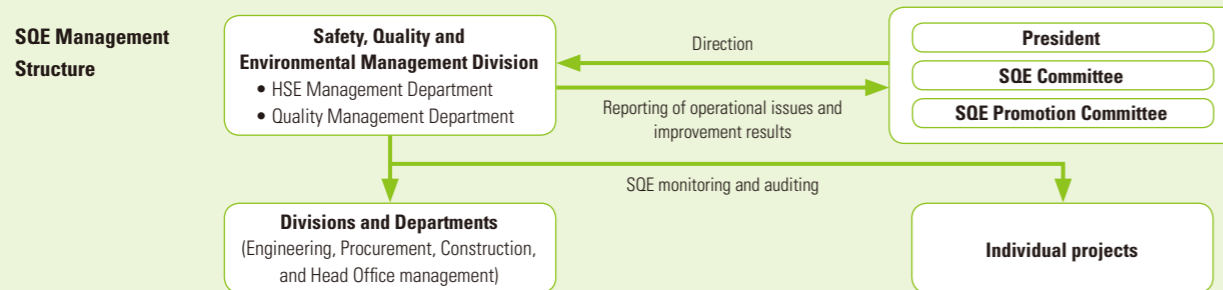 SQE Management
Structure
Safety, Quality and
Environmental Management Division
• HSE Management Department
• Quality Management Department
Direction
Reporting of operational issues and
improvement results
President
SQE Committee
SQE Promotion Committee
SQE monitoring and auditing
Divisions and Departments
(Engineering, Procurement, Construction,
and Head Office management)
Individual projects